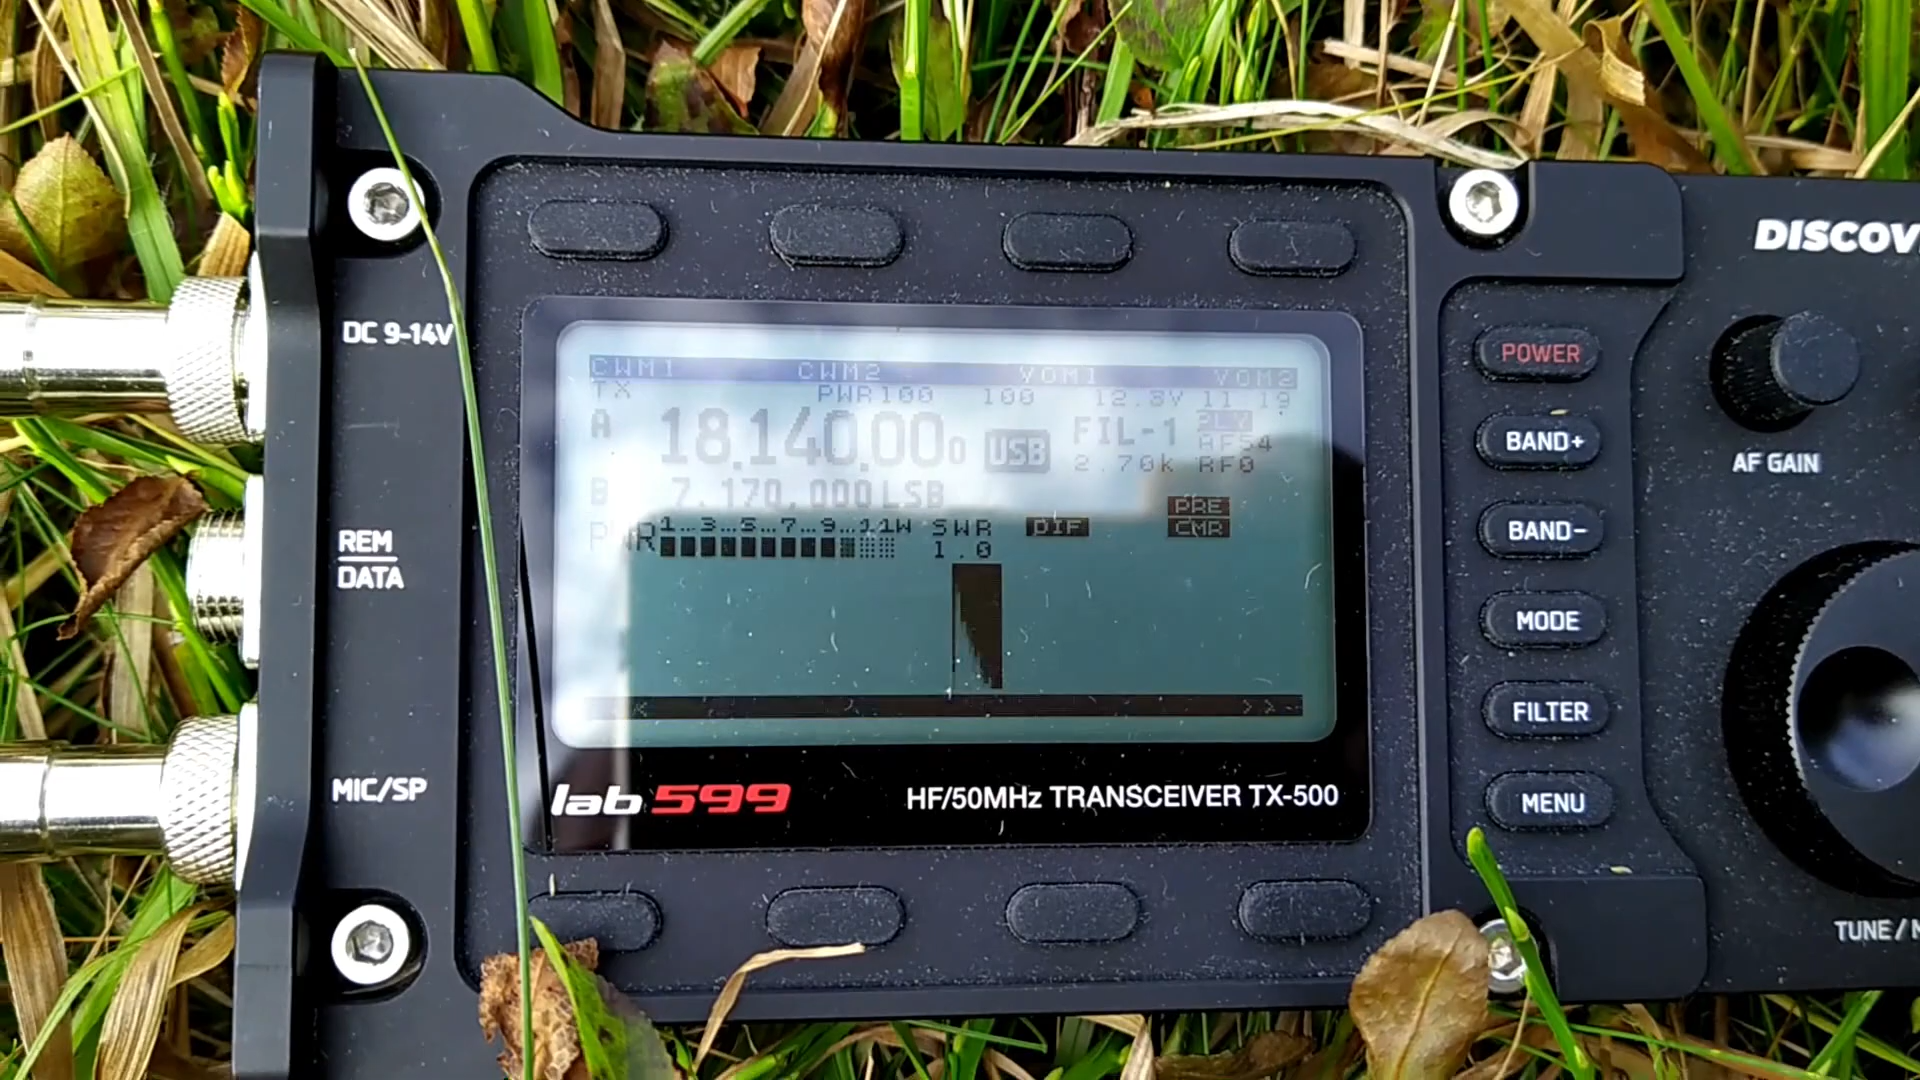 DISCOV
DC 9-14V
REM
DATA
MIC/SP
CWM1 CWM2 VOM1 VOM2
TX PWR100 100 12.8V 11 19
A 18.140.000 USB FIL-1
2.70k
AF54
RF0
B 7.170,000 LSB
PWR 1...3...5...7...9...11W SWR
1.0
DIF
PRE
CMR
lab599
HF/50MHz TRANSCEIVER TX-500
POWER
BAND+
BAND-
MODE
FILTER
MENU
AF GAIN
TUNE/M